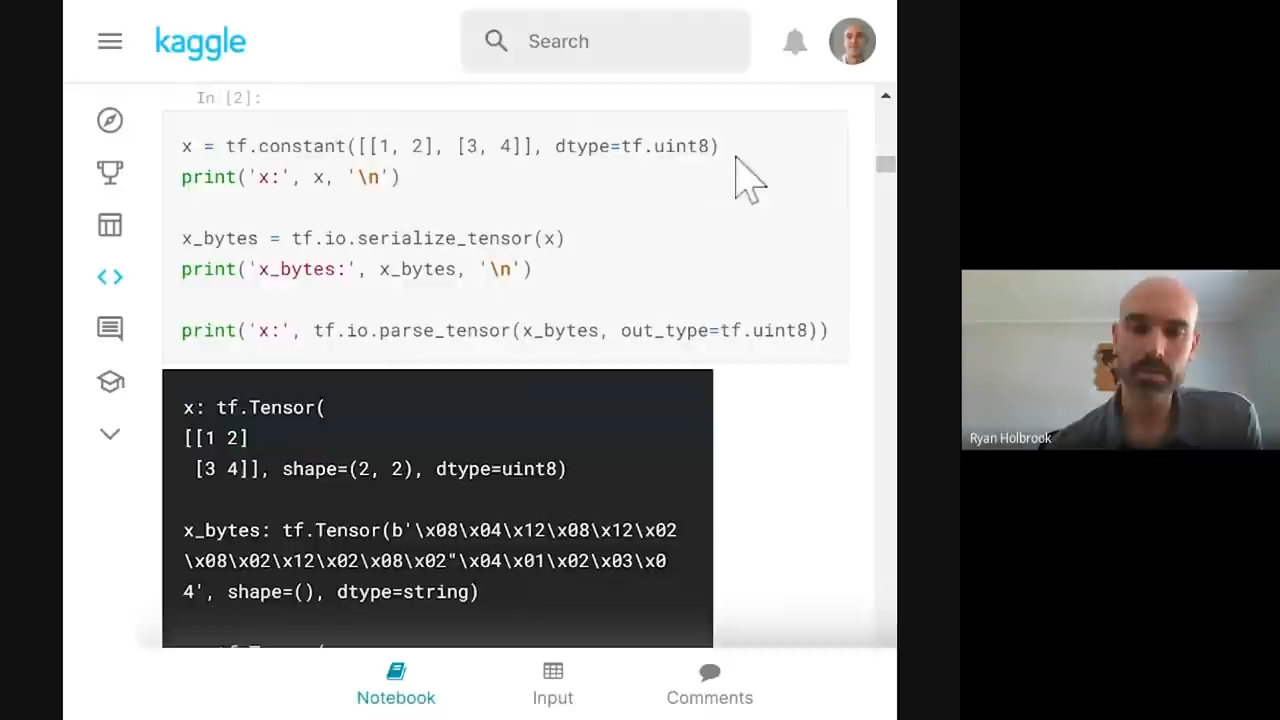 kaggle
Search
In [2]:
x = tf.constant([[1, 2], [3, 4]], dtype=tf.uint8)
print('x:', x, '\n')
x_bytes = tf.io.serialize_tensor(x)
print('x_bytes:', x_bytes, '\n')
print('x:', tf.io.parse_tensor(x_bytes, out_type=tf.uint8))
x: tf.Tensor(
[[1 2]
[3 4]], shape=(2, 2), dtype=uint8)
x_bytes: tf.Tensor(b'\x08\x04\x12\x08\x12\x02
\x08\x02\x12\x02\x08\x02"\x04\x01\x02\x03\x0
4', shape=(), dtype=string)
Notebook
Input
Comments
Ryan Holbrook